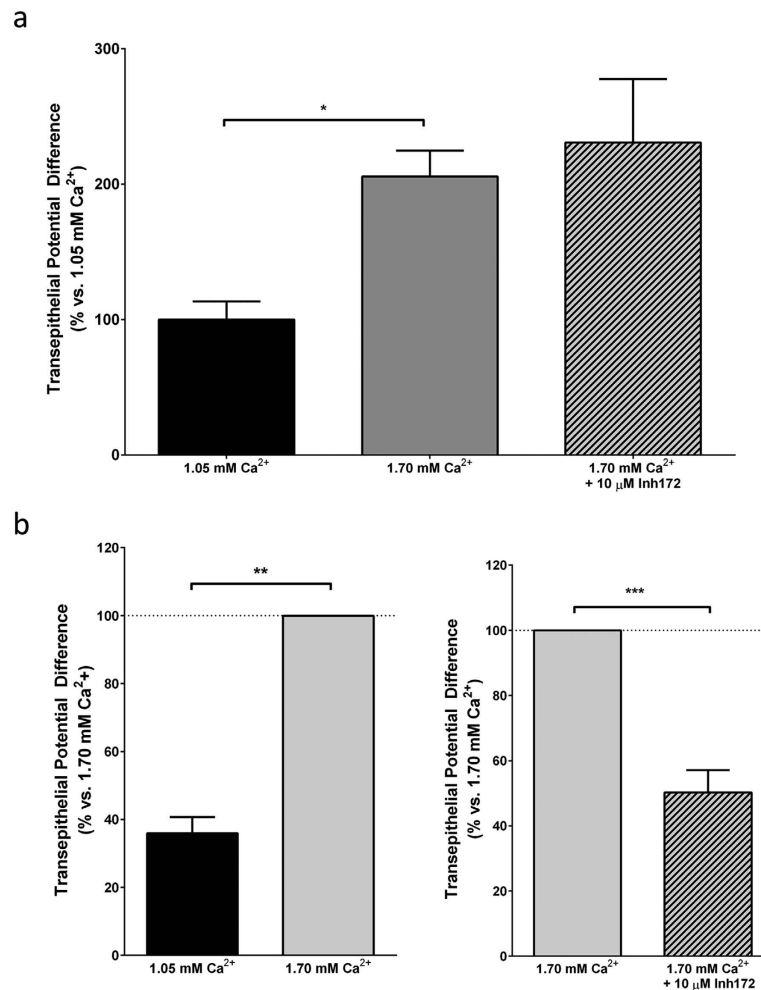 a
Transepithelial Potential Difference
(% vs. 1.05 mM Ca²⁺)
300
200
100
0
*
1.05 mM Ca²⁺
1.70 mM Ca²⁺
1.70 mM Ca²⁺
+ 10 μM Inh172
b
Transepithelial Potential Difference
(% vs. 1.70 mM Ca²+)
120
100
80
60
40
20
0
**
1.05 mM Ca²⁺
1.70 mM Ca²⁺
Transepithelial Potential Difference
(% vs. 1.70 mM Ca²⁺)
120
100
80
60
40
20
0
***
1.70 mM Ca²⁺
1.70 mM Ca²⁺
+ 10 μM Inh172